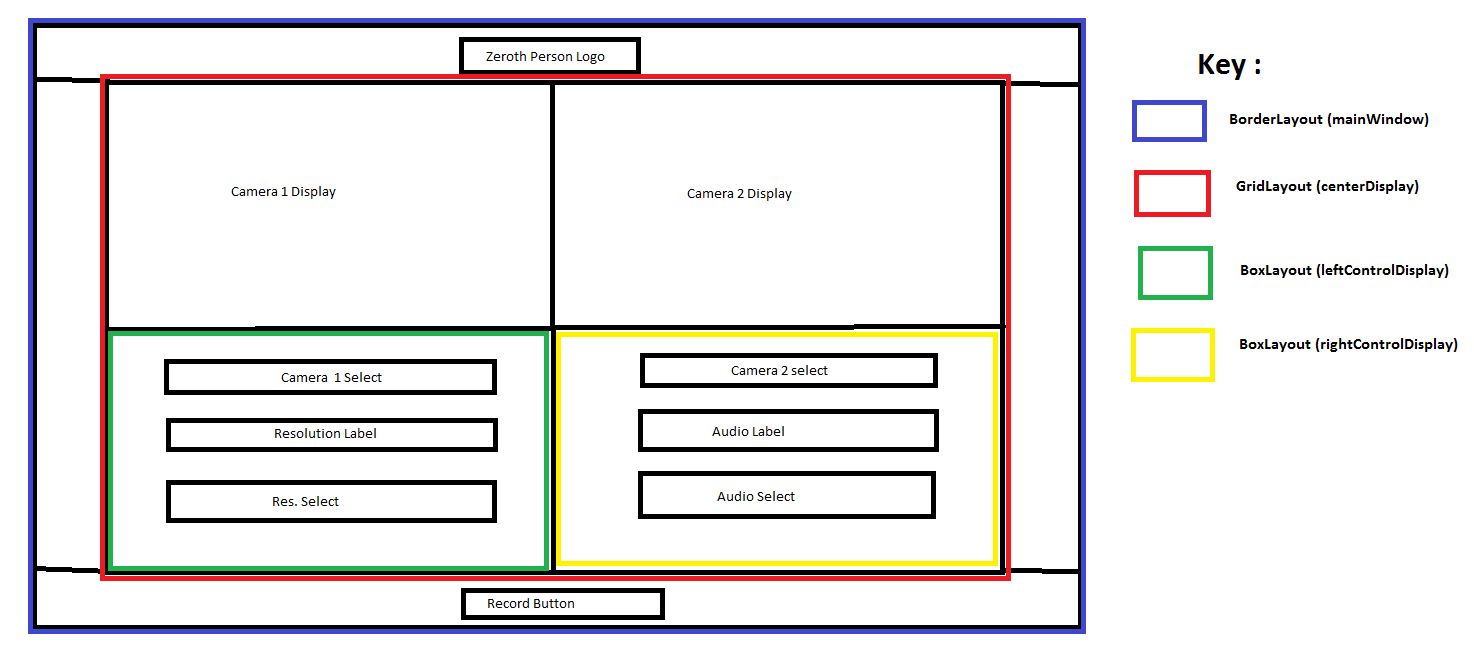 Zeroth Person Logo
Camera 1 Display
Camera 2 Display
Camera 1 Select
Resolution Label
Res. Select
Camera 2 select
Audio Label
Audio Select
Record Button
Key :
BorderLayout (mainWindow)
GridLayout (centerDisplay)
BoxLayout (leftControlDisplay)
BoxLayout (rightControlDisplay)